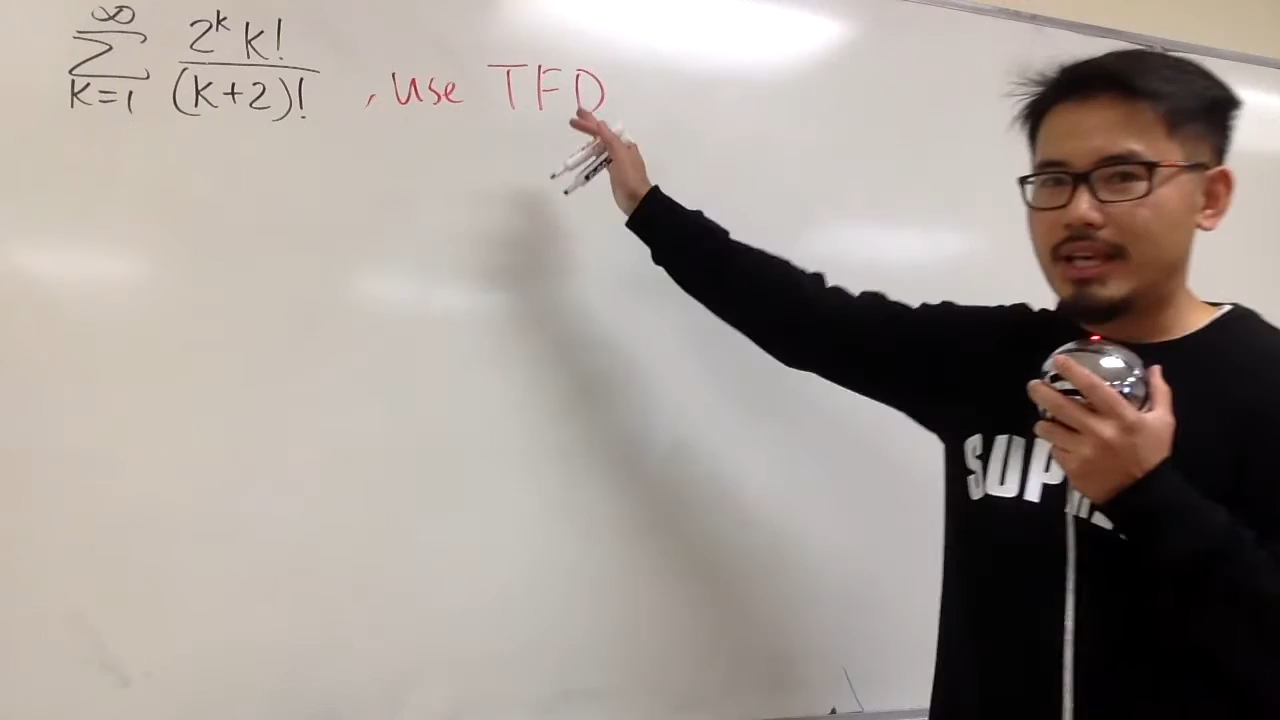 ∞
Σ 2^k k! / (k+2)! , use TFD
k=1
SUP